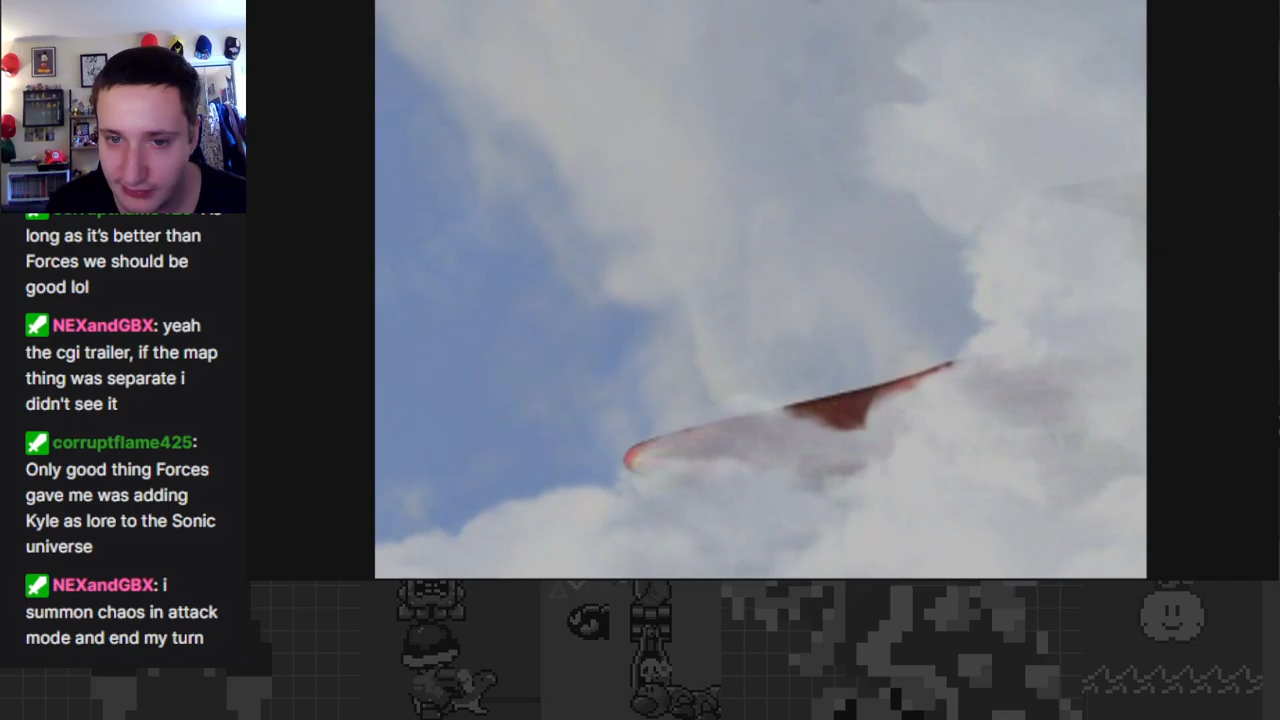 long as it's better than
Forces we should be
good lol
NEXandGBX: yeah
the cgi trailer, if the map
thing was separate i
didn't see it
corruptflame425:
Only good thing Forces
gave me was adding
Kyle as lore to the Sonic
universe
NEXandGBX: i
summon chaos in attack
mode and end my turn